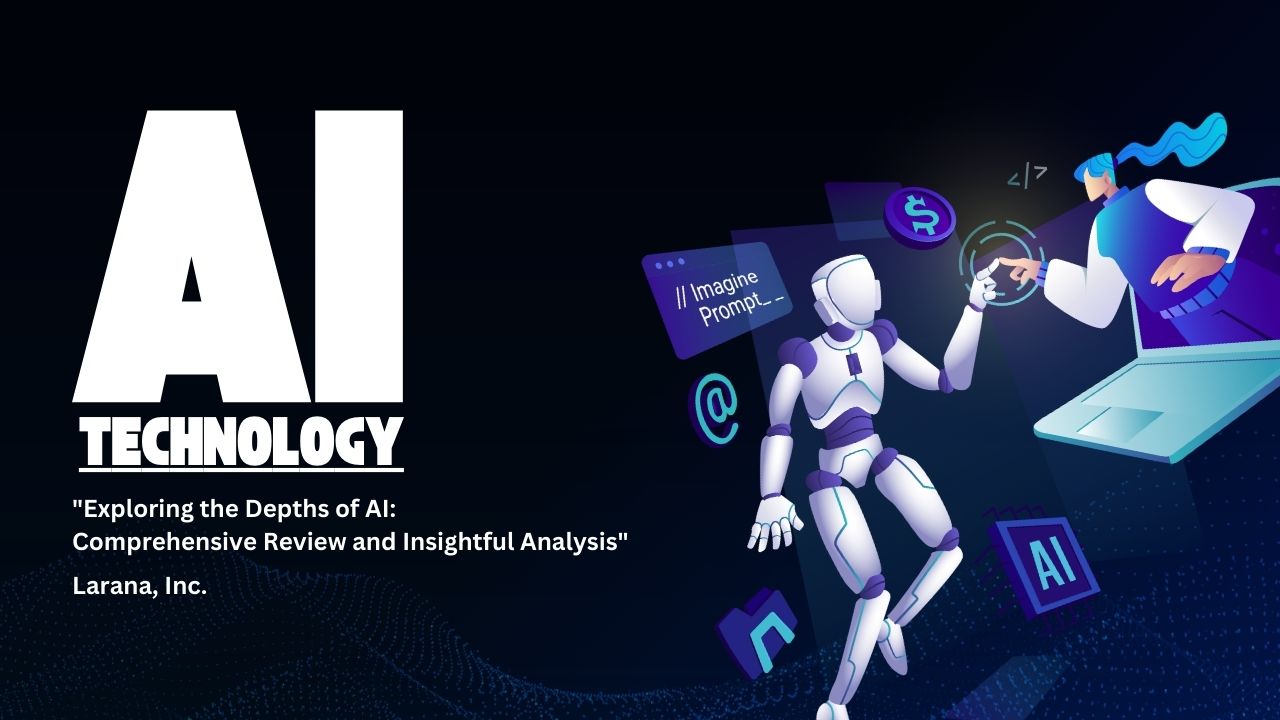 AI
TECHNOLOGY
"Exploring the Depths of AI:
Comprehensive Review and Insightful Analysis"
Larana, Inc.
// Imagine
Prompt_ _
$
</>
@
AI